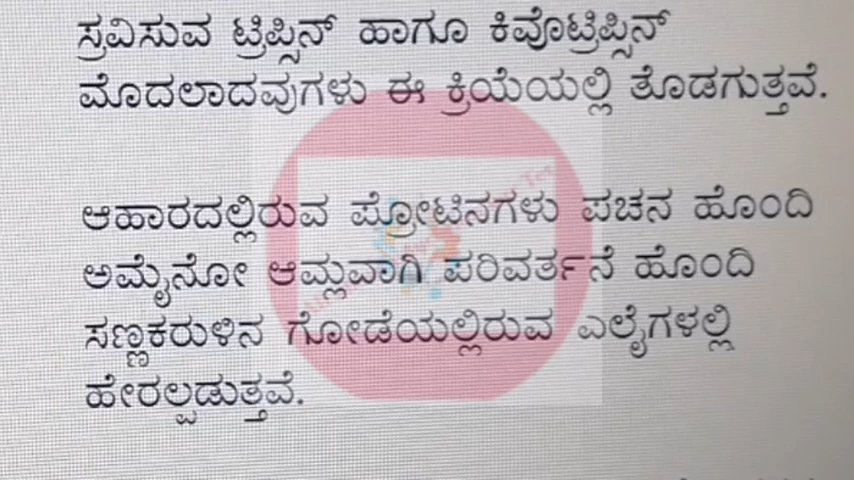 ಸ್ರವಿಸುವ ಟ್ರಿಪ್ಸಿನ್ ಹಾಗೂ ಕಿವೊಟ್ರಿಪ್ಸಿನ್
ಮೊದಲಾದವುಗಳು ಈ ಕ್ರಿಯೆಯಲ್ಲಿ ತೊಡಗುತ್ತವೆ.
ಆಹಾರದಲ್ಲಿರುವ ಪ್ರೋಟಿನಗಳು ಪಚನ ಹೊಂದಿ
ಅಮೈನೋ ಆಮ್ಲವಾಗಿ ಪರಿವರ್ತನೆ ಹೊಂದಿ
ಸಣ್ಣಕರುಳಿನ ಗೋಡೆಯಲ್ಲಿರುವ ಎಲೈಗಳಲ್ಲಿ
ಹೇರಲ್ಪಡುತ್ತವೆ.